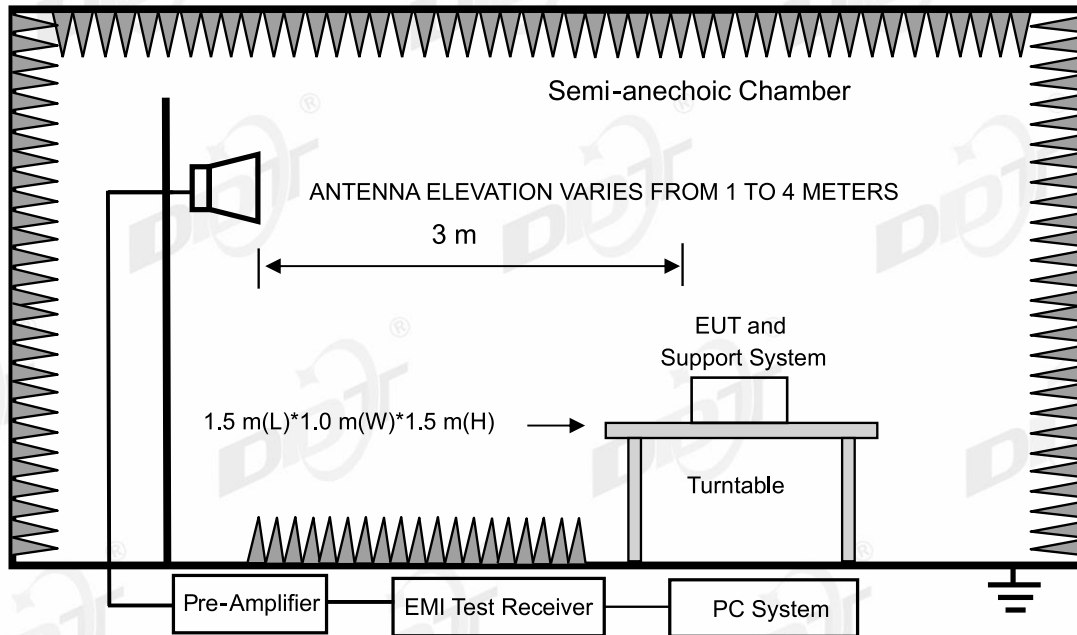 Semi-anechoic Chamber
ANTENNA ELEVATION VARIES FROM 1 TO 4 METERS
3 m
EUT and
Support System
1.5 m(L)*1.0 m(W)*1.5 m(H)
Turntable
Pre-Amplifier
EMI Test Receiver
PC System
DDT®